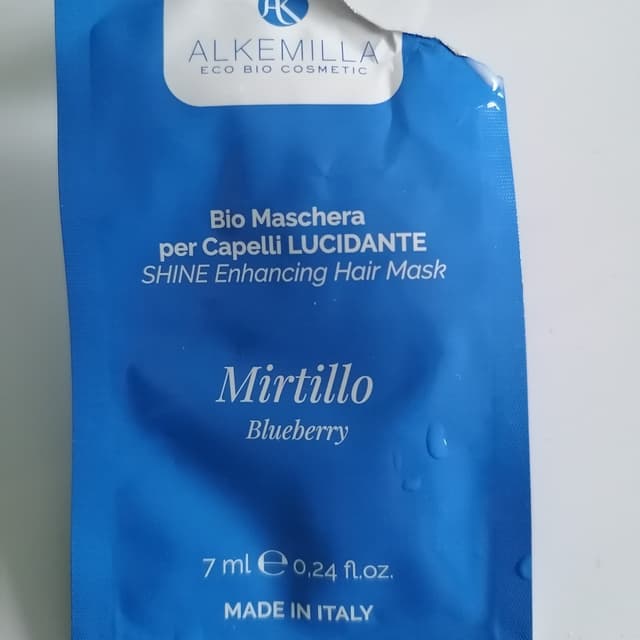 AK
ALKEMILLA
ECO BIO COSMETIC
Bio Maschera
per Capelli LUCIDANTE
SHINE Enhancing Hair Mask
Mirtillo
Blueberry
7 ml ℮ 0,24 fl.oz.
MADE IN ITALY